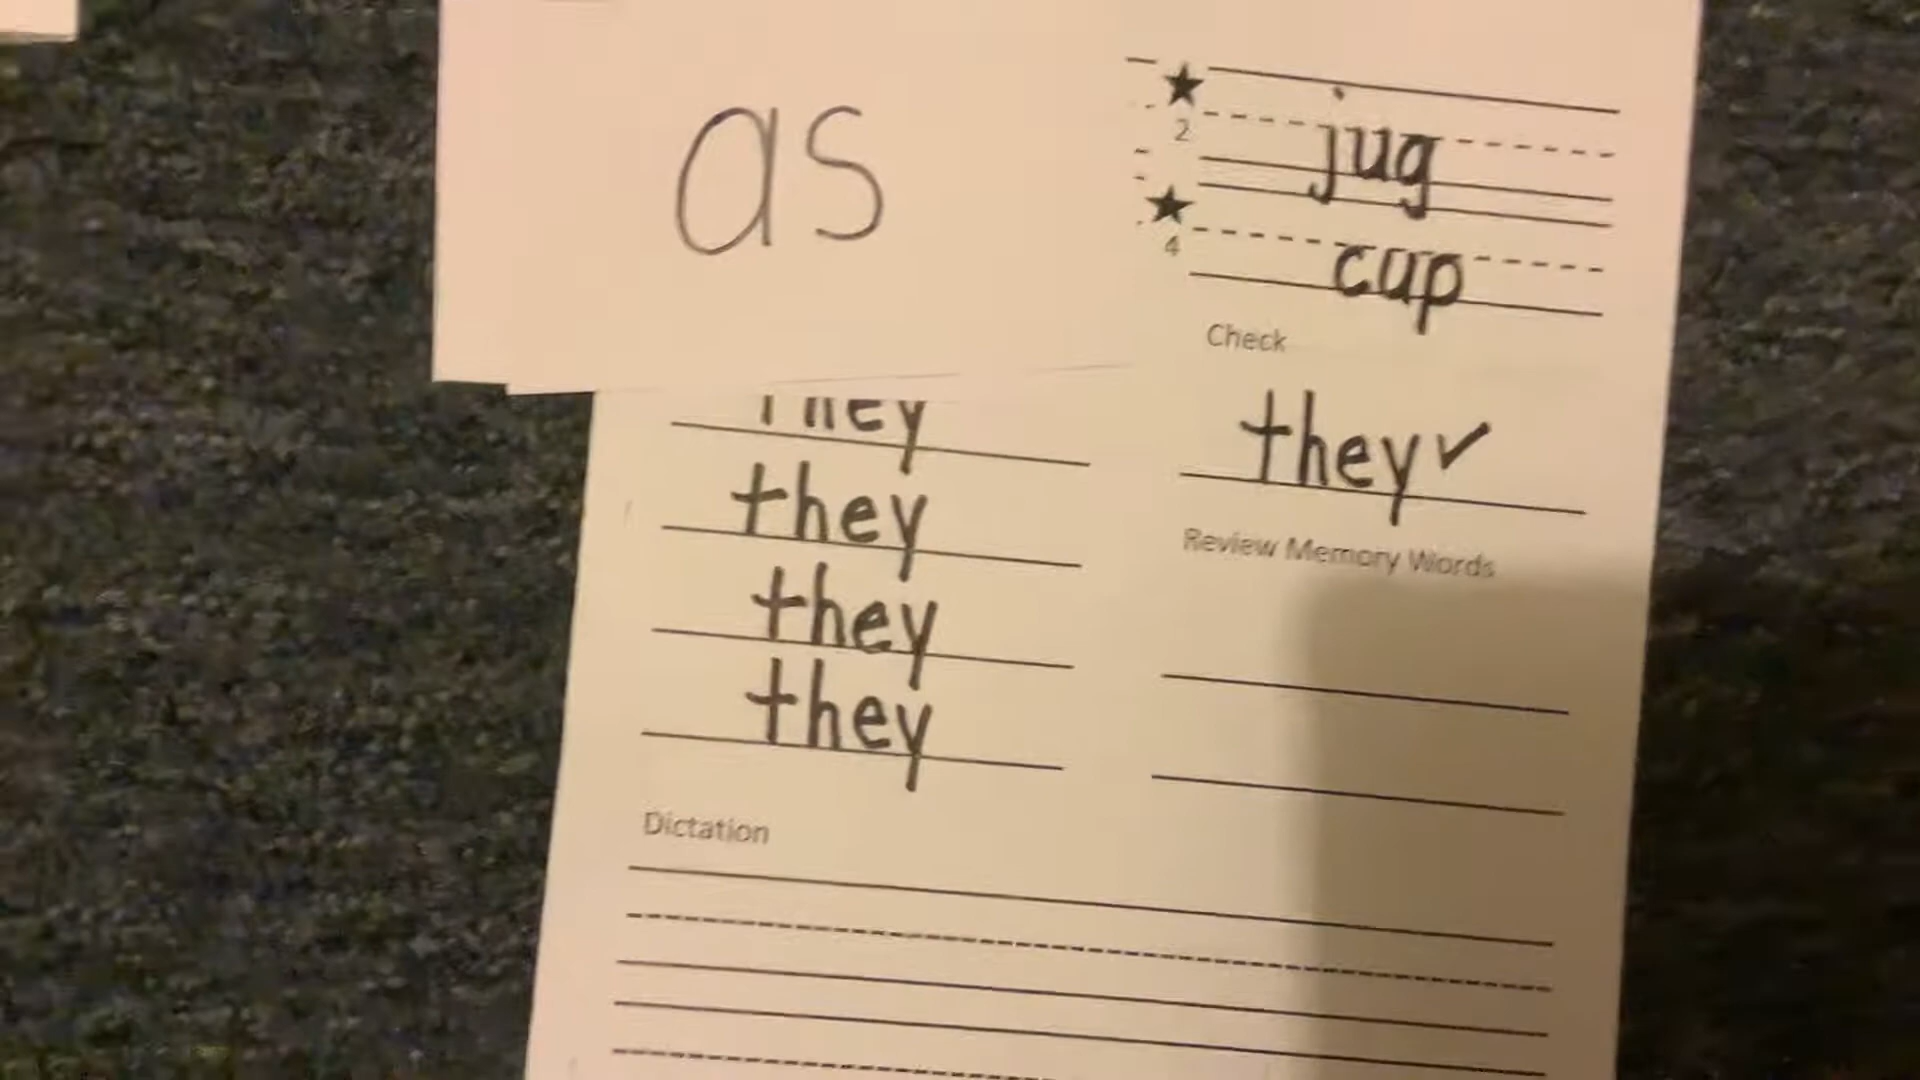 as
2 jug
4 cup
Check
they ✓
they
they
they
they
Review Memory Words
Dictation